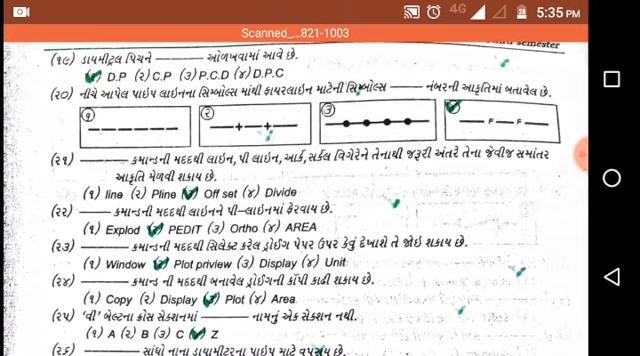 4G 28 5:35 PM
Scanned_...821-1003
semester
(૧૯) ડાયમીટ્રલ પિચને ——— ઓળખવામાં આવે છે.
(૧) D.P (૨) C.P (૩) P.C.D (૪) D.P.C
(૨૦) નીચે આપેલ પાઇપ લાઇનના સિમ્બોલ્સ માંથી ફાયરલાઇન માટેની સિમ્બોલ્સ ——— નંબરની આકૃતિમાં બતાવેલ છે.
૧ ૨ ૩
F F
(૨૧) ——— કમાન્ડની મદદથી લાઇન, પી લાઇન, આર્ક, સર્કલ વિગેરેને તેનાથી જરૂરી અંતરે તેના જેવીજ સમાંતર
આકૃતિ મેળવી શકાય છે.
(૧) line (૨) Pline (૩) Off set (૪) Divide
(૨૨) ——— કમાન્ડની મદદથી લાઇનને પી-લાઇનમાં ફેરવાય છે.
(૧) Explod (૨) PEDIT (૩) Ortho (૪) AREA
(૨૩) ——— કમાન્ડની મદદથી સિલેક્ટ કરેલ ડ્રોઇંગ પેપર ઉપર કેવું દેખાશે તે જોઇ શકાય છે.
(૧) Window (૨) Plot priview (૩) Display (૪) Unit
(૨૪) ——— કમાન્ડ ની મદદથી બનાવેલ ડ્રોઇંગની કોપી કાઢી શકાય છે.
(૧) Copy (૨) Display (૩) Plot (૪) Area
(૨૫) 'વી' બેલ્ટના ક્રોસ સેક્શનમાં ——— નામનું એક સેક્શન નથી.
(૧) A (૨) B (૩) C (૪) Z
(૨૬) ——— સાંધો નાના ડાયામીટરના પાઇપ માટે વપરાય છે.